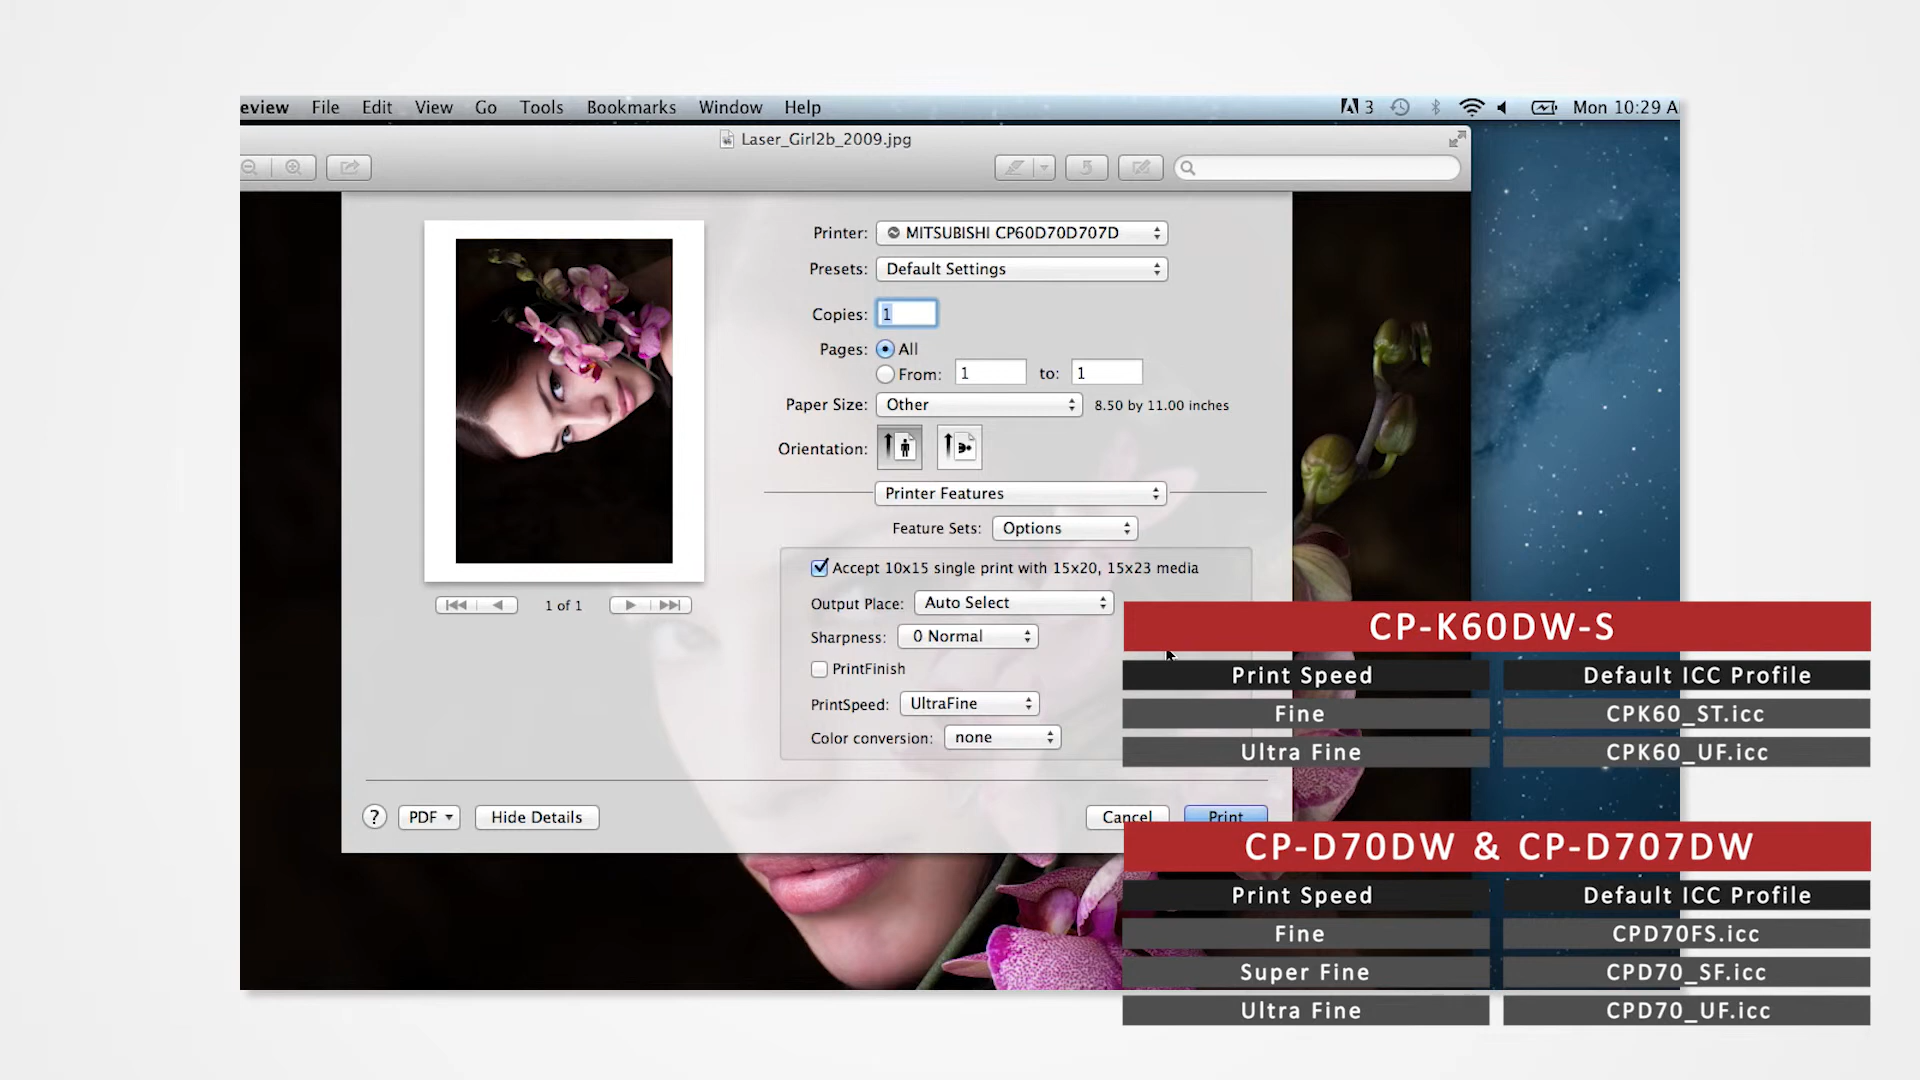 eview File Edit View Go Tools Bookmarks Window Help 3 Mon 10:29 A
Laser_Girl2b_2009.jpg
Printer: MITSUBISHI CP60D70D707D
Presets: Default Settings
Copies: 1
Pages: All
From: 1 to: 1
Paper Size: Other 8.50 by 11.00 inches
Orientation:
Printer Features
Feature Sets: Options
Accept 10x15 single print with 15x20, 15x23 media
Output Place: Auto Select
Sharpness: 0 Normal
PrintFinish
PrintSpeed: UltraFine
Color conversion: none
1 of 1
? PDF Hide Details Cancel Print
CP-K60DW-S
Print Speed Default ICC Profile
Fine CPK60_ST.icc
Ultra Fine CPK60_UF.icc
CP-D70DW & CP-D707DW
Print Speed Default ICC Profile
Fine CPD70FS.icc
Super Fine CPD70_SF.icc
Ultra Fine CPD70_UF.icc